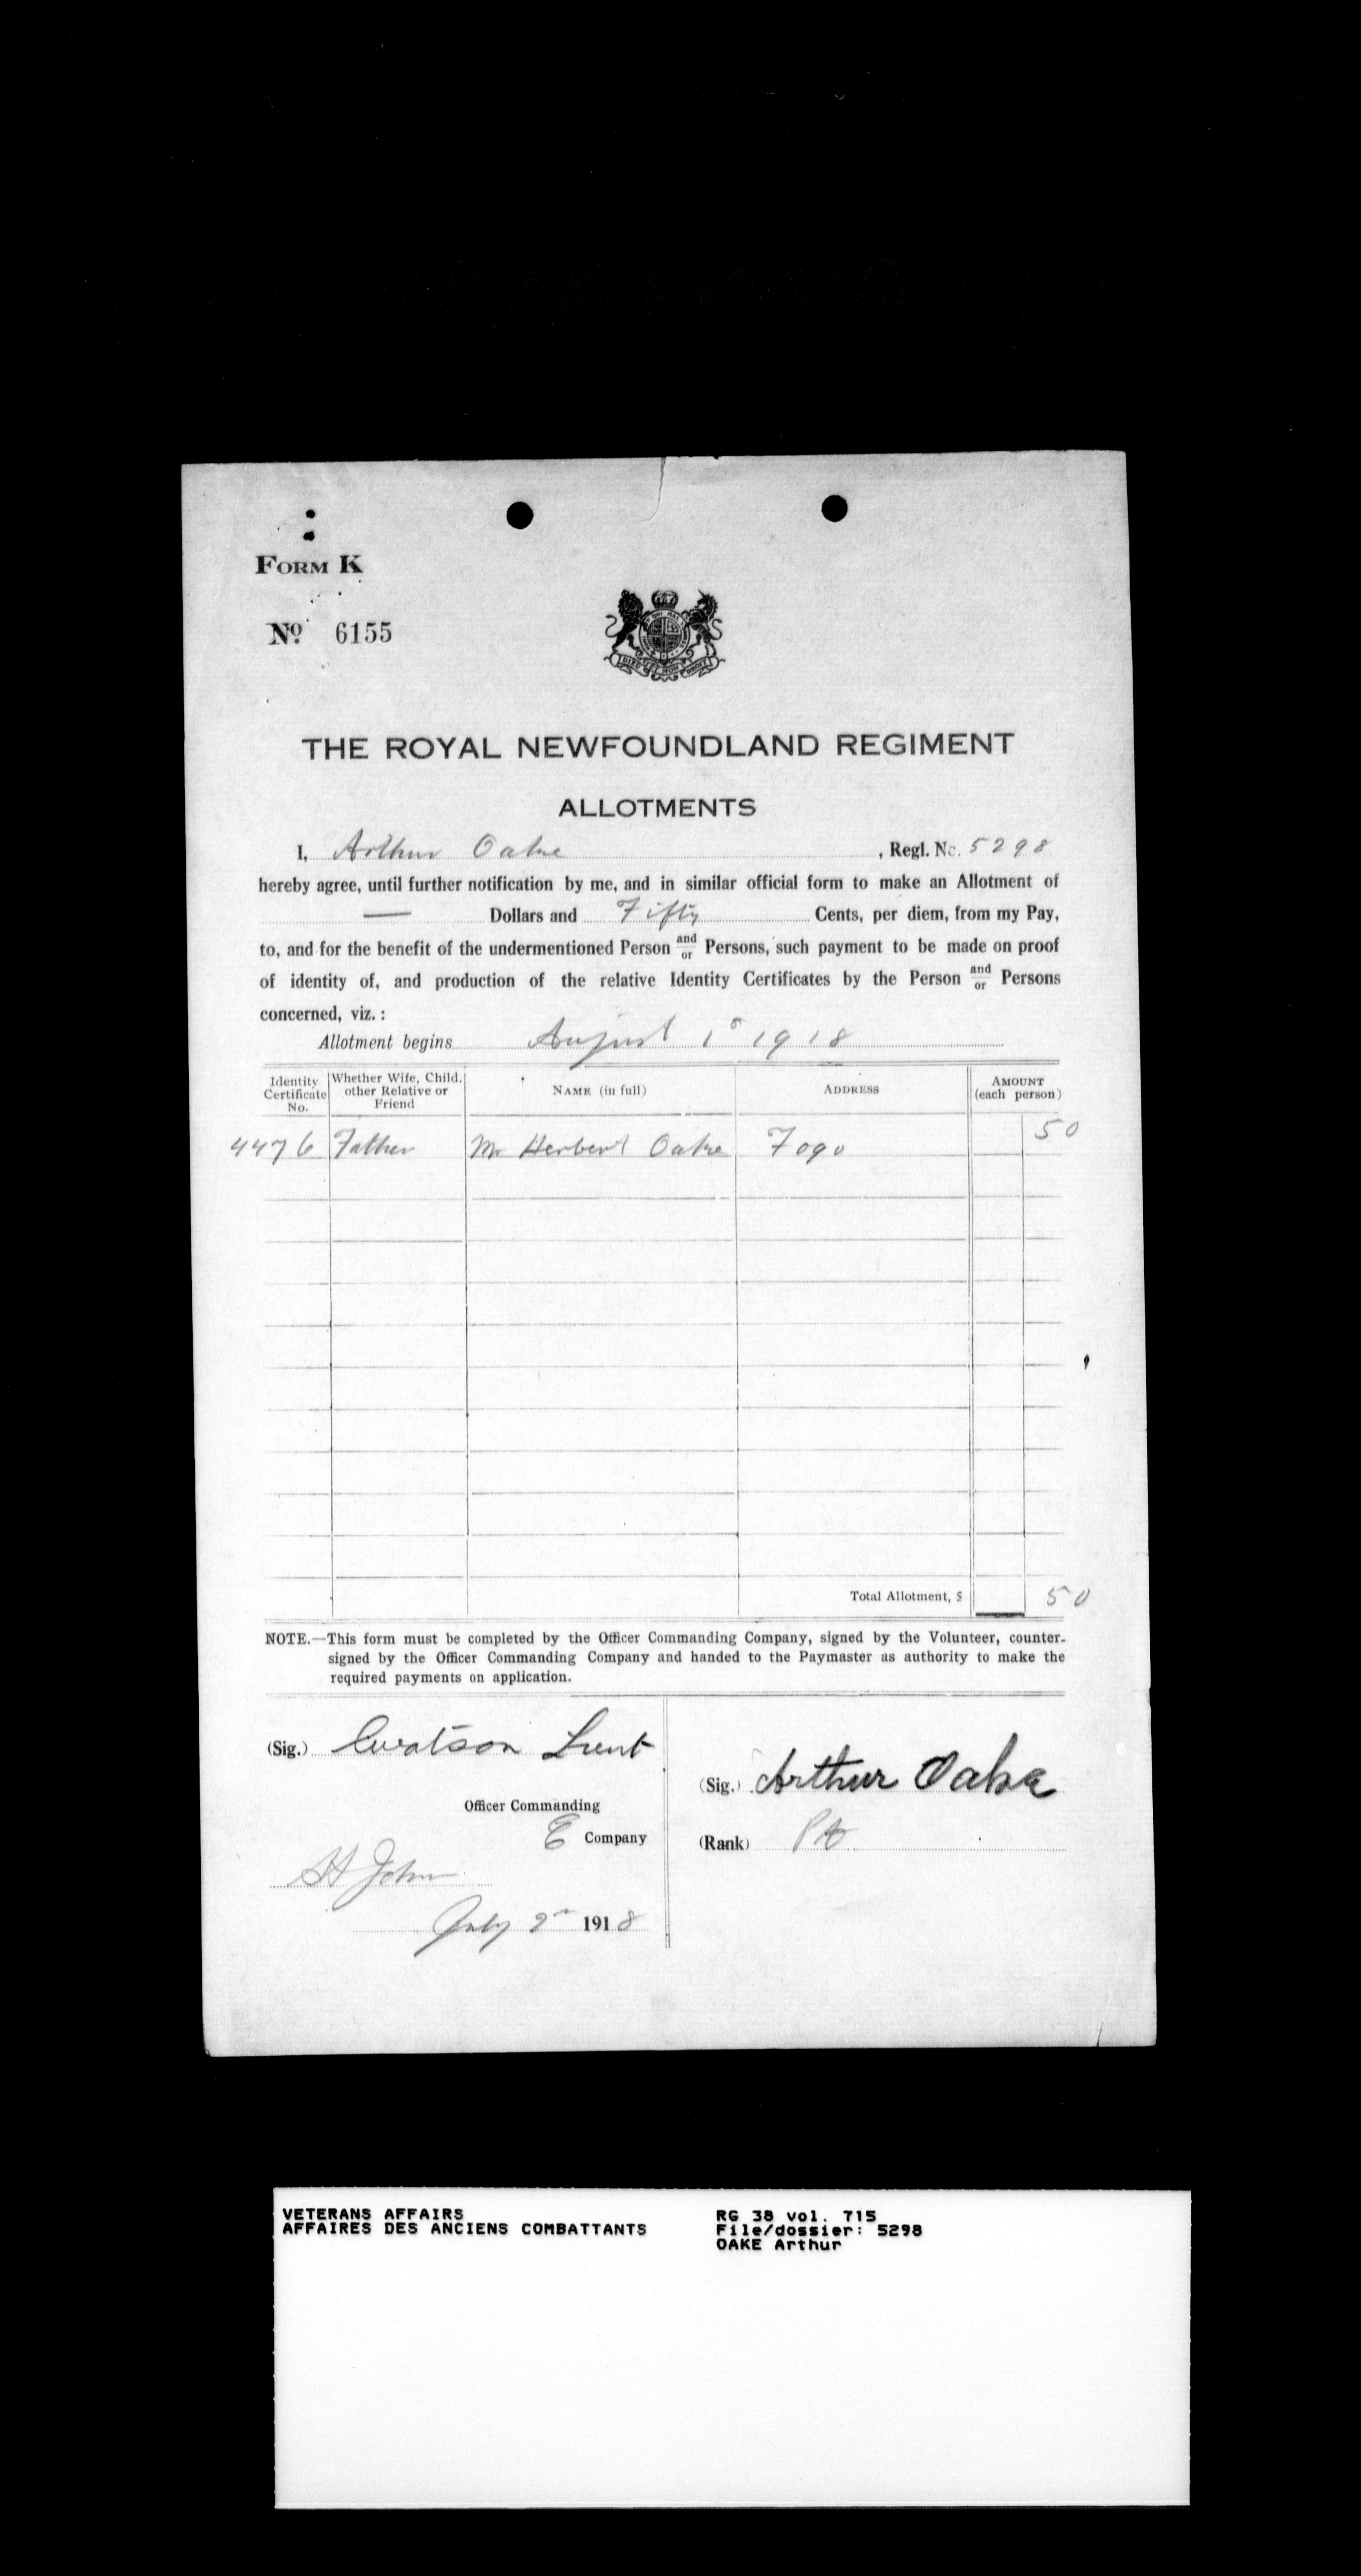 FORM K
No. 6155
DIEU ET MON DROIT
THE ROYAL NEWFOUNDLAND REGIMENT
ALLOTMENTS
I, Arthur Oake, Regl. No. 5298
hereby agree, until further notification by me, and in similar official form to make an Allotment of
— Dollars and Fifty Cents, per diem, from my Pay,
to, and for the benefit of the undermentioned Person and/or Persons, such payment to be made on proof
of identity of, and production of the relative Identity Certificates by the Person and/or Persons
concerned, viz.:
Allotment begins August 1 1918
Identity Certificate No. Whether Wife, Child, other Relative or Friend NAME (in full) ADDRESS AMOUNT (each person)
4476 Father Mr Herbert Oake Fogo 50
Total Allotment, $ 50
NOTE.—This form must be completed by the Officer Commanding Company, signed by the Volunteer, counter-
signed by the Officer Commanding Company and handed to the Paymaster as authority to make the
required payments on application.
(Sig.) Watson Lieut
Officer Commanding
E Company
St John
July 1918
(Sig.) Arthur Oake
(Rank) Pte
VETERANS AFFAIRS
AFFAIRES DES ANCIENS COMBATTANTS
RG 38 vol. 715
File/dossier: 5298
OAKE Arthur